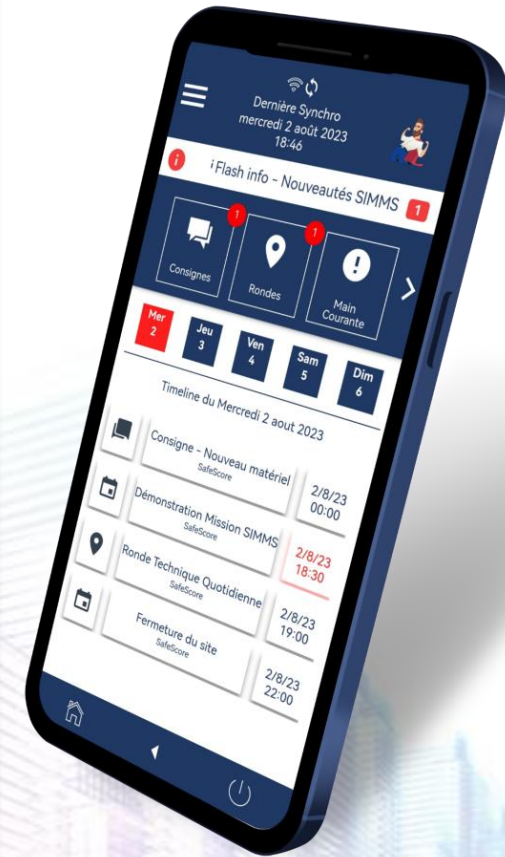 Dernière Synchro
mercredi 2 août 2023
18:46
i
Flash info - Nouveautés SIMMS
1
1
1
Consignes
Rondes
Main
Courante
Mer
2
Jeu
3
Ven
4
Sam
5
Dim
6
Timeline du Mercredi 2 aout 2023
Consigne - Nouveau matériel
SafeScore
2/8/23
00:00
Démonstration Mission SIMMS
SafeScore
2/8/23
18:30
Ronde Technique Quotidienne
SafeScore
2/8/23
19:00
Fermeture du site
SafeScore
2/8/23
22:00